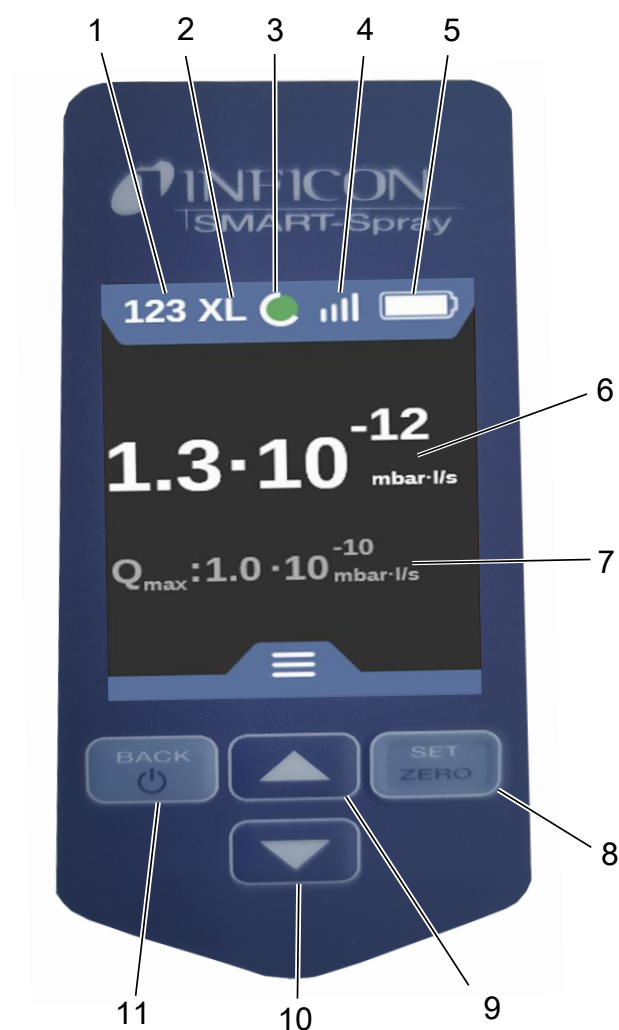 1 2 3 4 5
INFICON
SMART-Spray
123 XL
1.3·10-12 mbar·l/s
6
Qmax:1.0·10-10 mbar·l/s
7
BACK
SET
ZERO
8
11 10 9